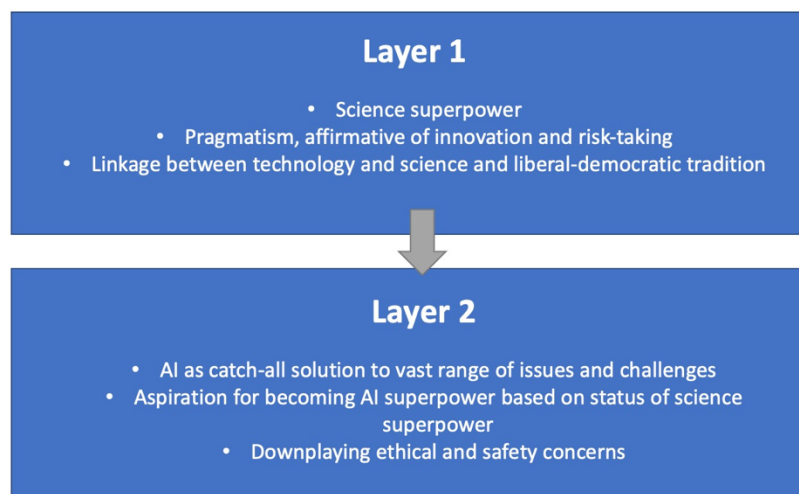 Layer 1
• Science superpower
• Pragmatism, affirmative of innovation and risk-taking
• Linkage between technology and science and liberal-democratic tradition
Layer 2
• AI as catch-all solution to vast range of issues and challenges
• Aspiration for becoming AI superpower based on status of science
superpower
• Downplaying ethical and safety concerns